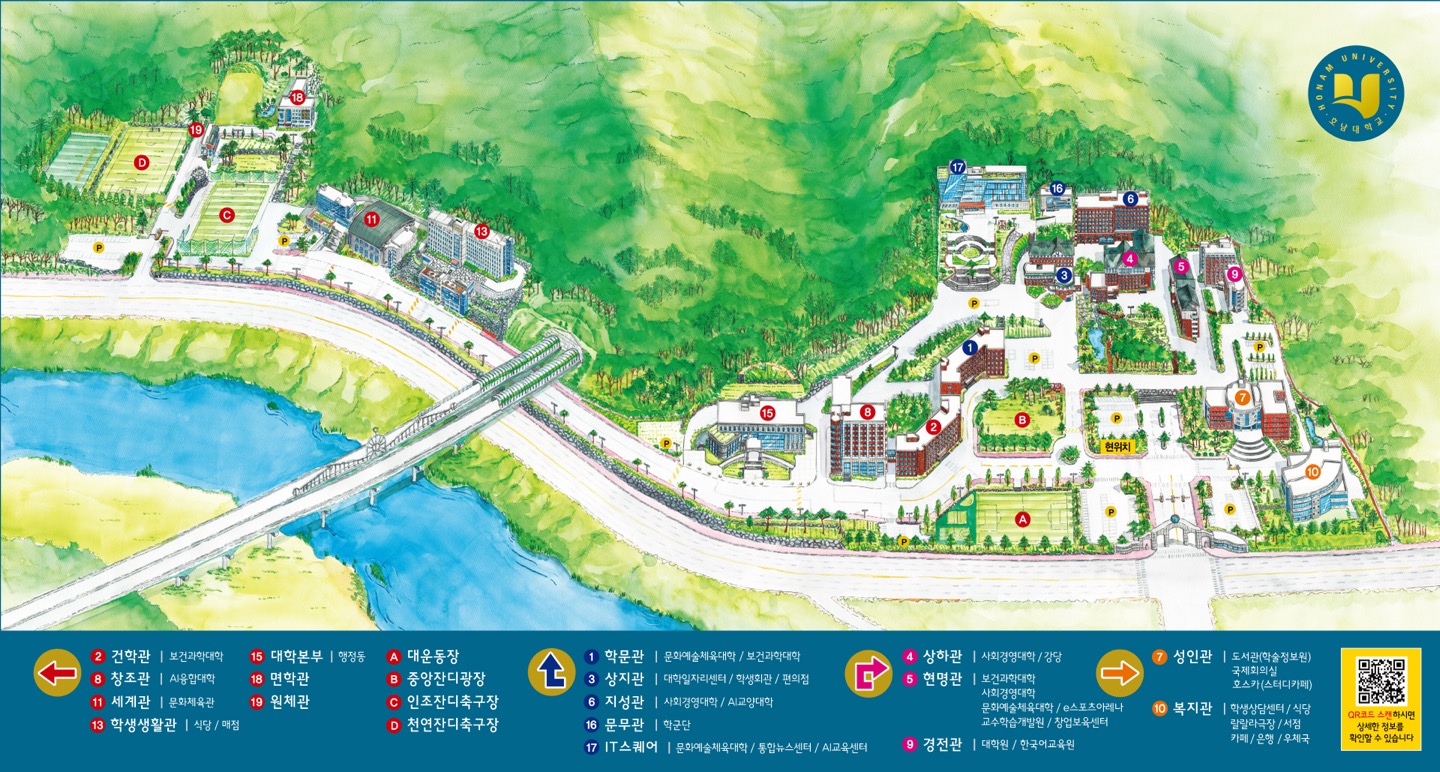 HONAM UNIVERSITY
호남대학교
17
16
6
18
19
D
C
P
P
11
13
3
4
5
9
P
1
P
P
15
8
2
B
P
현위치
7
P
10
A
P
P
P
2 건학관 | 보건과학대학
8 창조관 | AI융합대학
11 세계관 | 문화체육관
13 학생생활관 | 식당 / 매점
15 대학본부 | 행정동
18 면학관
19 원체관
A 대운동장
B 중앙잔디광장
C 인조잔디축구장
D 천연잔디축구장
1 학문관 | 문화예술체육대학 / 보건과학대학
3 상지관 | 대학일자리센터 / 학생회관 / 편의점
6 지성관 | 사회경영대학 / AI교양대학
16 문무관 | 학군단
17 IT스퀘어 | 문화예술체육대학 / 통합뉴스센터 / AI교육센터
4 상하관 | 사회경영대학 / 강당
5 현명관 | 보건과학대학
사회경영대학
문화예술체육대학 / e스포츠아레나
교수학습개발원 / 창업보육센터
9 경전관 | 대학원 / 한국어교육원
7 성인관 | 도서관(학술정보원)
국제회의실
호스카(스터디카페)
10 복지관 | 학생상담센터 / 식당
랄랄라극장 / 서점
카페 / 은행 / 우체국
QR코드 스캔하시면
상세한 정보를
확인할 수 있습니다